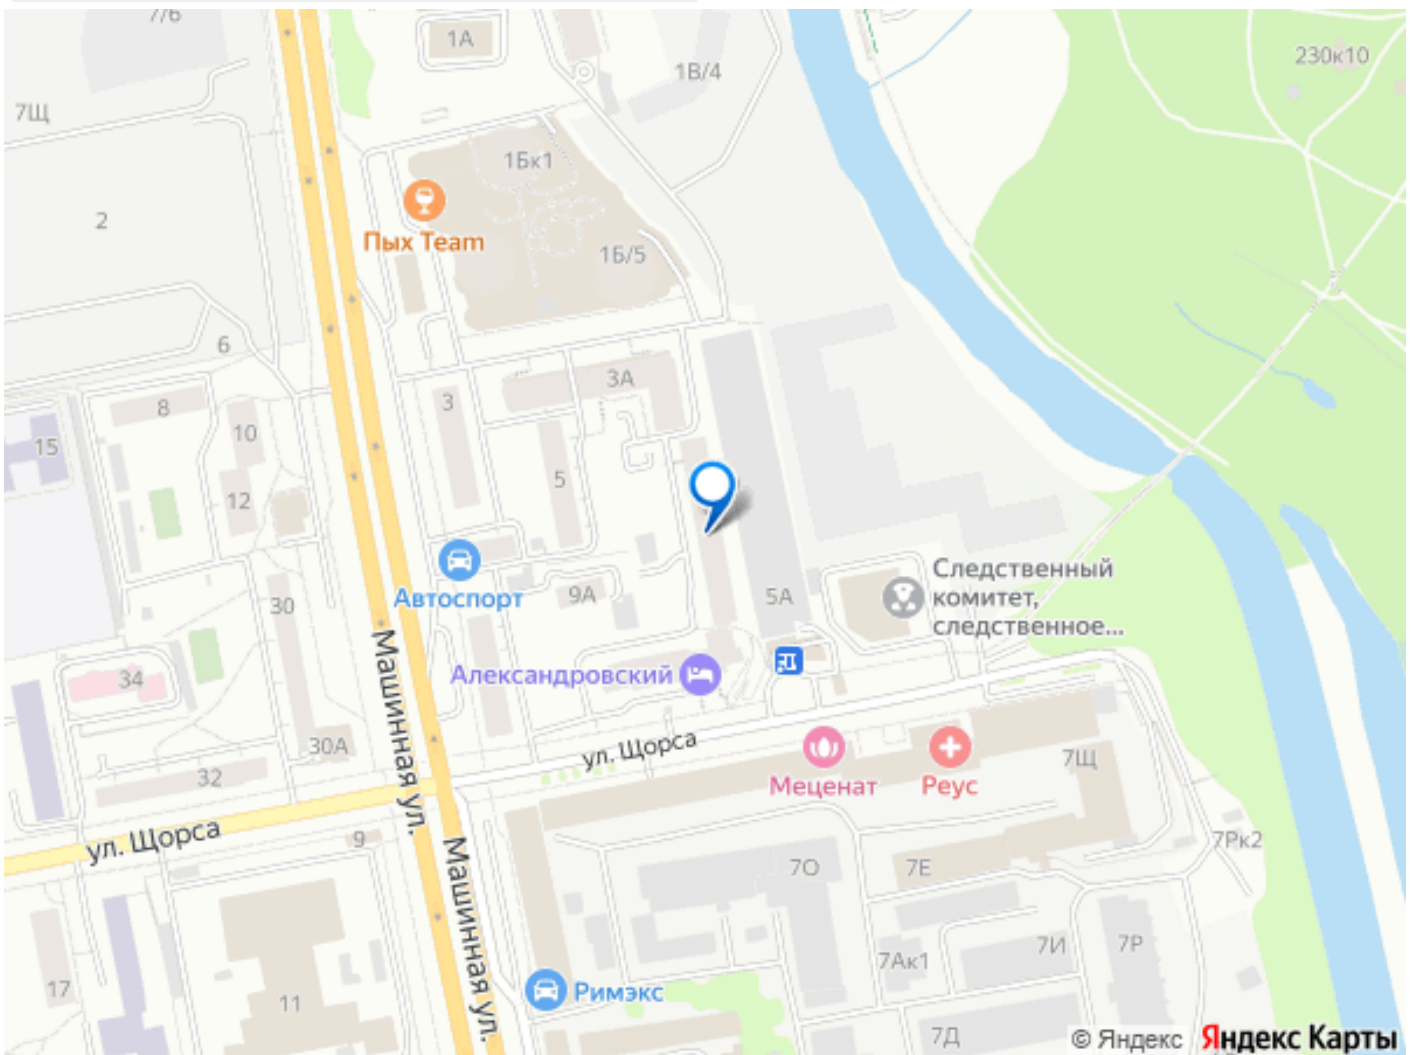 7/6
1А
1В/4
230к10
7Щ
1Бк1
2
Пых Team
1Б/5
6
3А
8
3
10
15
5
12
Автоспорт
9А
5А
Следственный
комитет,
следственное...
30
34
Александровский
Машинная ул.
ул. Щорса
30А
32
Меценат
Реус
7Щ
ул. Щорса
9
Машинная ул.
7О
7Е
7Рк2
17
11
Римэкс
7Ак1
7И
7Р
7Д
© Яндекс Яндекс Карты